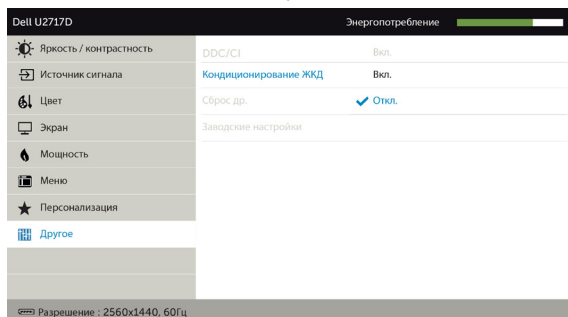 Dell U2717D Энергопотребление
Яркость / контрастность DDC/CI Вкл.
Источник сигнала Кондиционирование ЖКД Вкл.
Цвет Сброс др. Откл.
Экран Заводские настройки
Мощность
Меню
Персонализация
Другое
Разрешение : 2560x1440, 60Гц